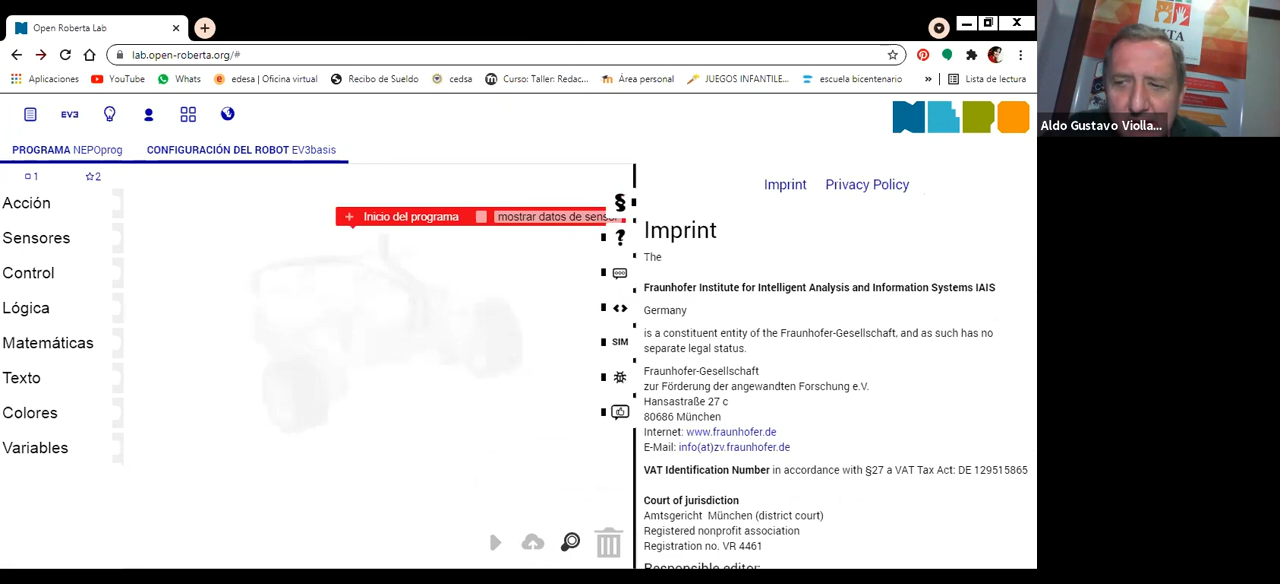 Open Roberta Lab
lab.open-roberta.org/#
Aplicaciones YouTube Whats edesa | Oficina virtual Recibo de Sueldo cedsa Curso: Taller: Redac... Área personal JUEGOS INFANTILE... escuela bicentenario » Lista de lectura
Aldo Gustavo Violla...
EV3
PROGRAMA NEPOprog CONFIGURACIÓN DEL ROBOT EV3basis
1 2
Acción
Sensores
Control
Lógica
Matemáticas
Texto
Colores
Variables
+ Inicio del programa mostrar datos de senso
§
?
SIM
Imprint Privacy Policy
Imprint
The
Fraunhofer Institute for Intelligent Analysis and Information Systems IAIS
Germany
is a constituent entity of the Fraunhofer-Gesellschaft, and as such has no
separate legal status.
Fraunhofer-Gesellschaft
zur Förderung der angewandten Forschung e.V.
Hansastraße 27 c
80686 München
Internet: www.fraunhofer.de
E-Mail: info(at)zv.fraunhofer.de
VAT Identification Number in accordance with §27 a VAT Tax Act: DE 129515865
Court of jurisdiction
Amtsgericht München (district court)
Registered nonprofit association
Registration no. VR 4461
Responsible editor: